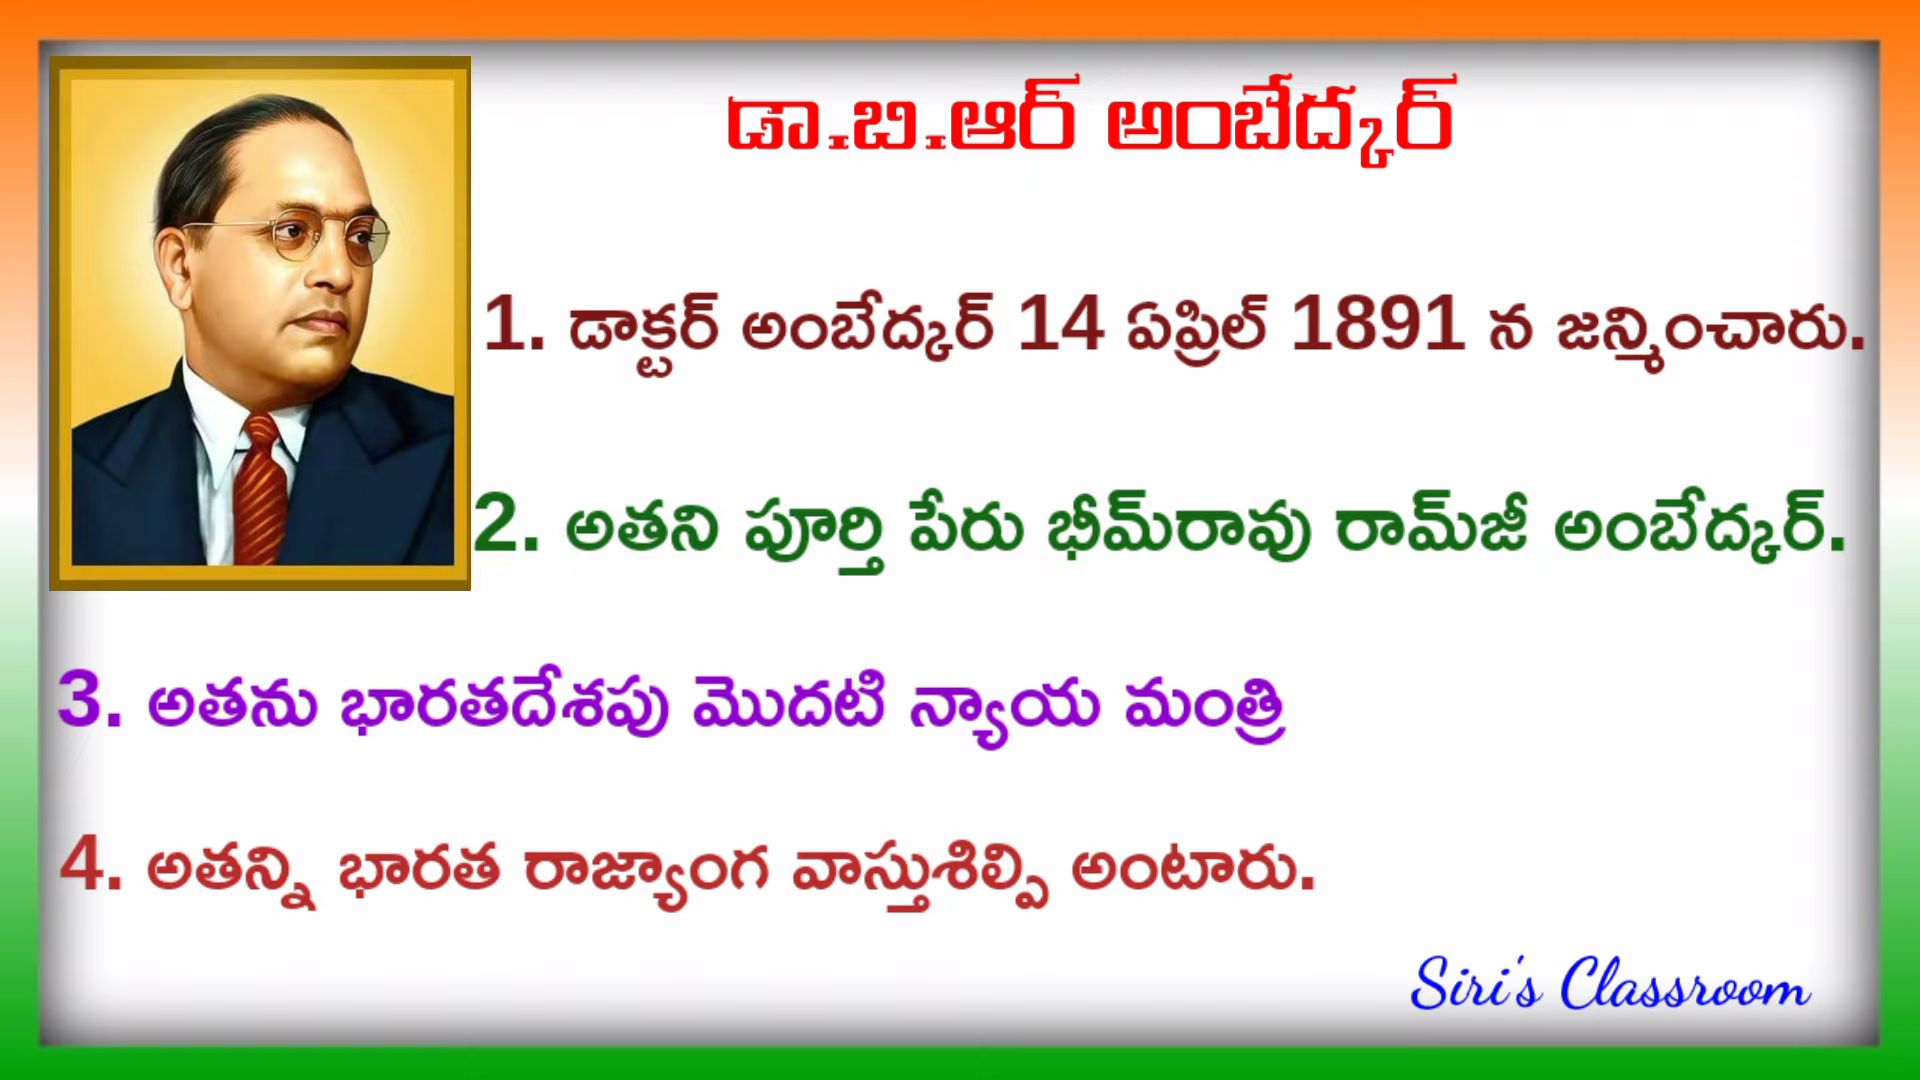 డా.బి.ఆర్ అంబేద్కర్
1. డాక్టర్ అంబేద్కర్ 14 ఏప్రిల్ 1891 న జన్మించారు.
2. అతని పూర్తి పేరు భీమ్‌రావు రామ్‌జీ అంబేద్కర్.
3. అతను భారతదేశపు మొదటి న్యాయ మంత్రి
4. అతన్ని భారత రాజ్యాంగ వాస్తుశిల్పి అంటారు.
Siri's Classroom